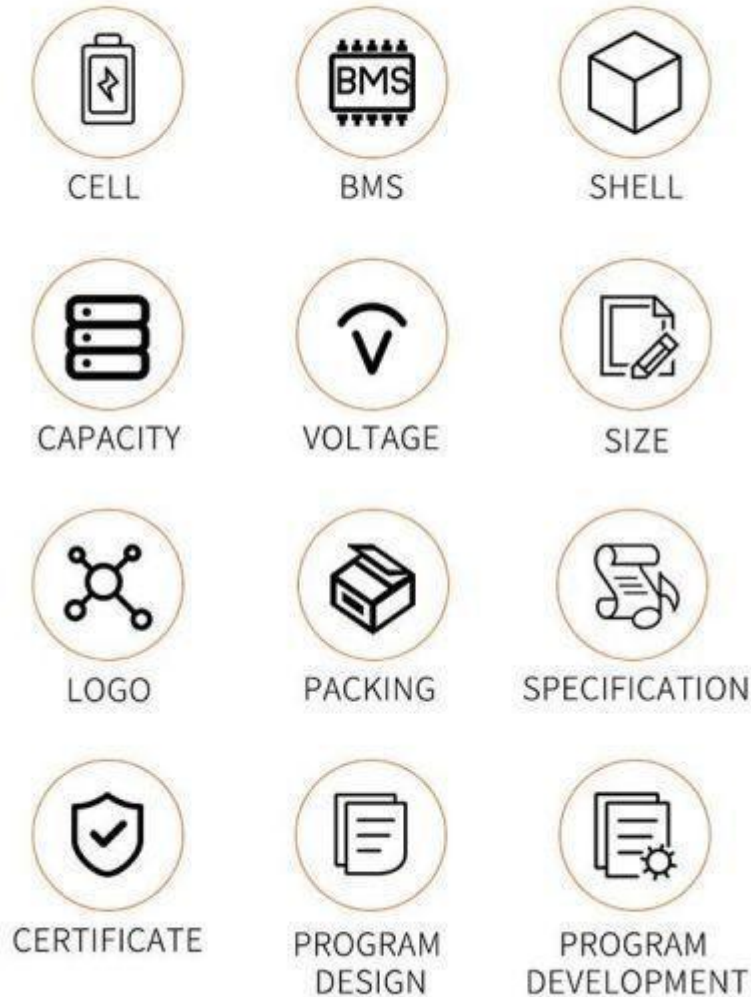 BMS
CELL
BMS
SHELL
CAPACITY
V
VOLTAGE
SIZE
LOGO
PACKING
SPECIFICATION
CERTIFICATE
PROGRAM
DESIGN
PROGRAM
DEVELOPMENT